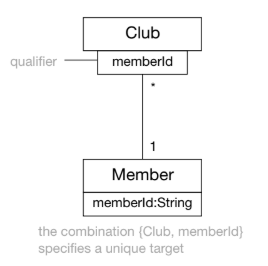 Club
qualifier
memberId
*
1
Member
memberId:String
the combination {Club, memberId}
specifies a unique target